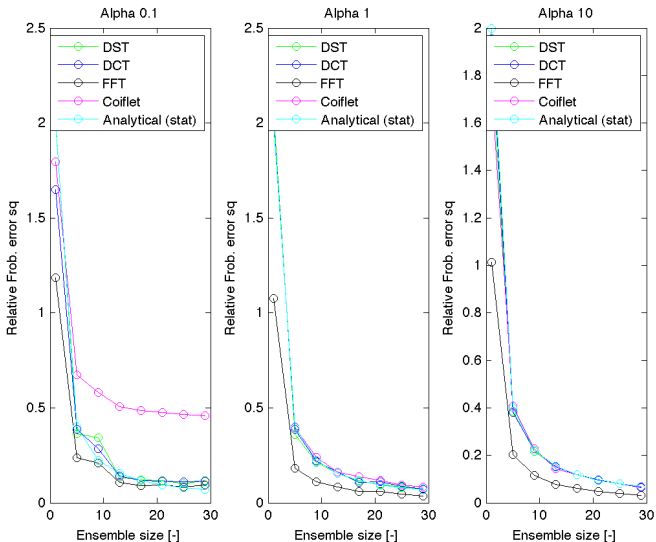 Alpha 0.1
Alpha 1
Alpha 10
Relative Frob. error sq
2.5
2
1.5
1
0.5
0
0
10
20
30
Ensemble size [-]
DST
DCT
FFT
Coiflet
Analytical (stat)
Relative Frob. error sq
2.5
2
1.5
1
0.5
0
0
10
20
30
Ensemble size [-]
DST
DCT
FFT
Coiflet
Analytical (stat)
Relative Frob. error sq
2
1.8
1.6
1.4
1.2
1
0.8
0.6
0.4
0.2
0
0
10
20
30
Ensemble size [-]
DST
DCT
FFT
Coiflet
Analytical (stat)